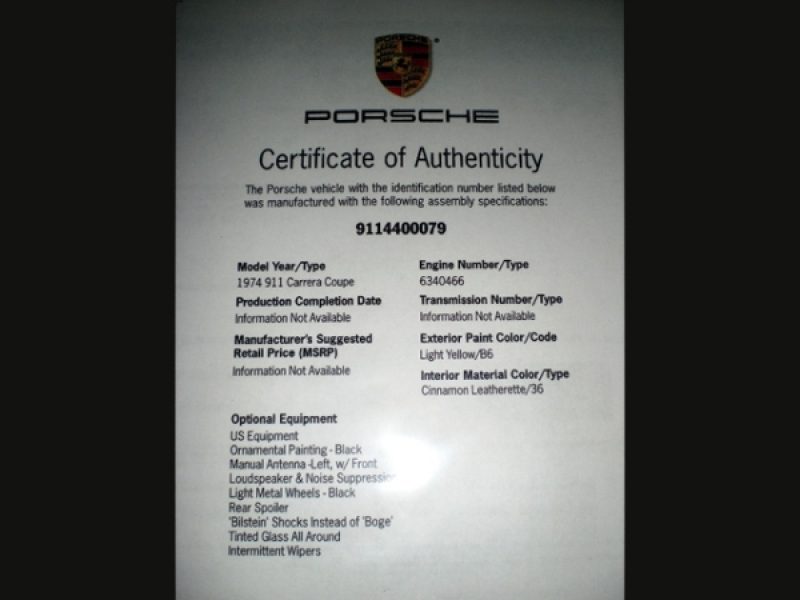 PORSCHE
PORSCHE
Certificate of Authenticity
The Porsche vehicle with the identification number listed below
was manufactured with the following assembly specifications:
9114400079
Model Year/Type
1974 911 Carrera Coupe
Production Completion Date
Information Not Available
Manufacturer's Suggested
Retail Price (MSRP)
Information Not Available
Engine Number/Type
6340466
Transmission Number/Type
Information Not Available
Exterior Paint Color/Code
Light Yellow/B6
Interior Material Color/Type
Cinnamon Leatherette/36
Optional Equipment
US Equipment
Ornamental Painting - Black
Manual Antenna -Left, w/ Front
Loudspeaker & Noise Suppression
Light Metal Wheels - Black
Rear Spoiler
'Bilstein' Shocks Instead of 'Boge'
Tinted Glass All Around
Intermittent Wipers